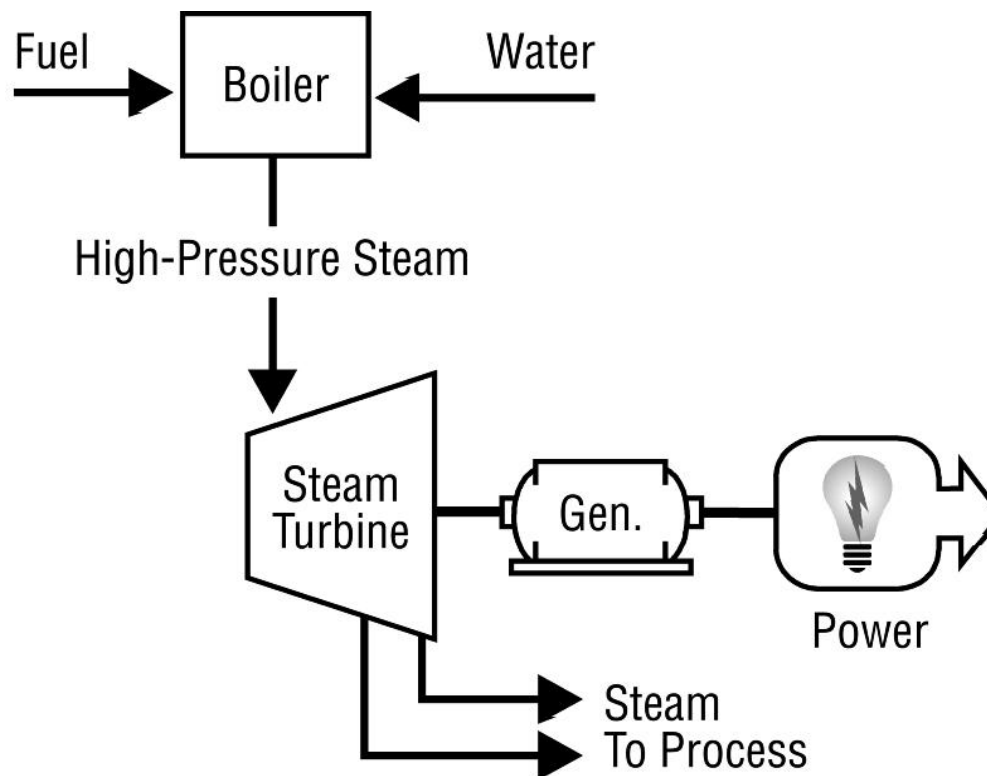 Fuel
Water
Boiler
High-Pressure Steam
Steam
Turbine
Gen.
Power
Steam
To Process